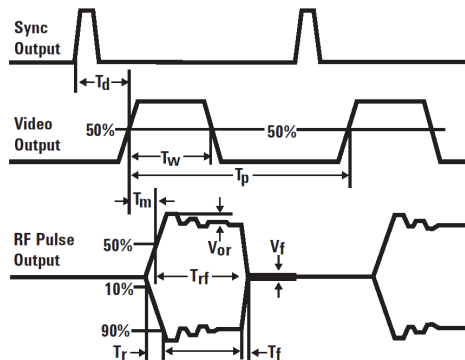 Sync
Output
Td
Video
Output
50%
50%
Tw
Tp
Tm
RF Pulse
Output
50%
Vor
Vf
Trf
10%
90%
Tr
Tf